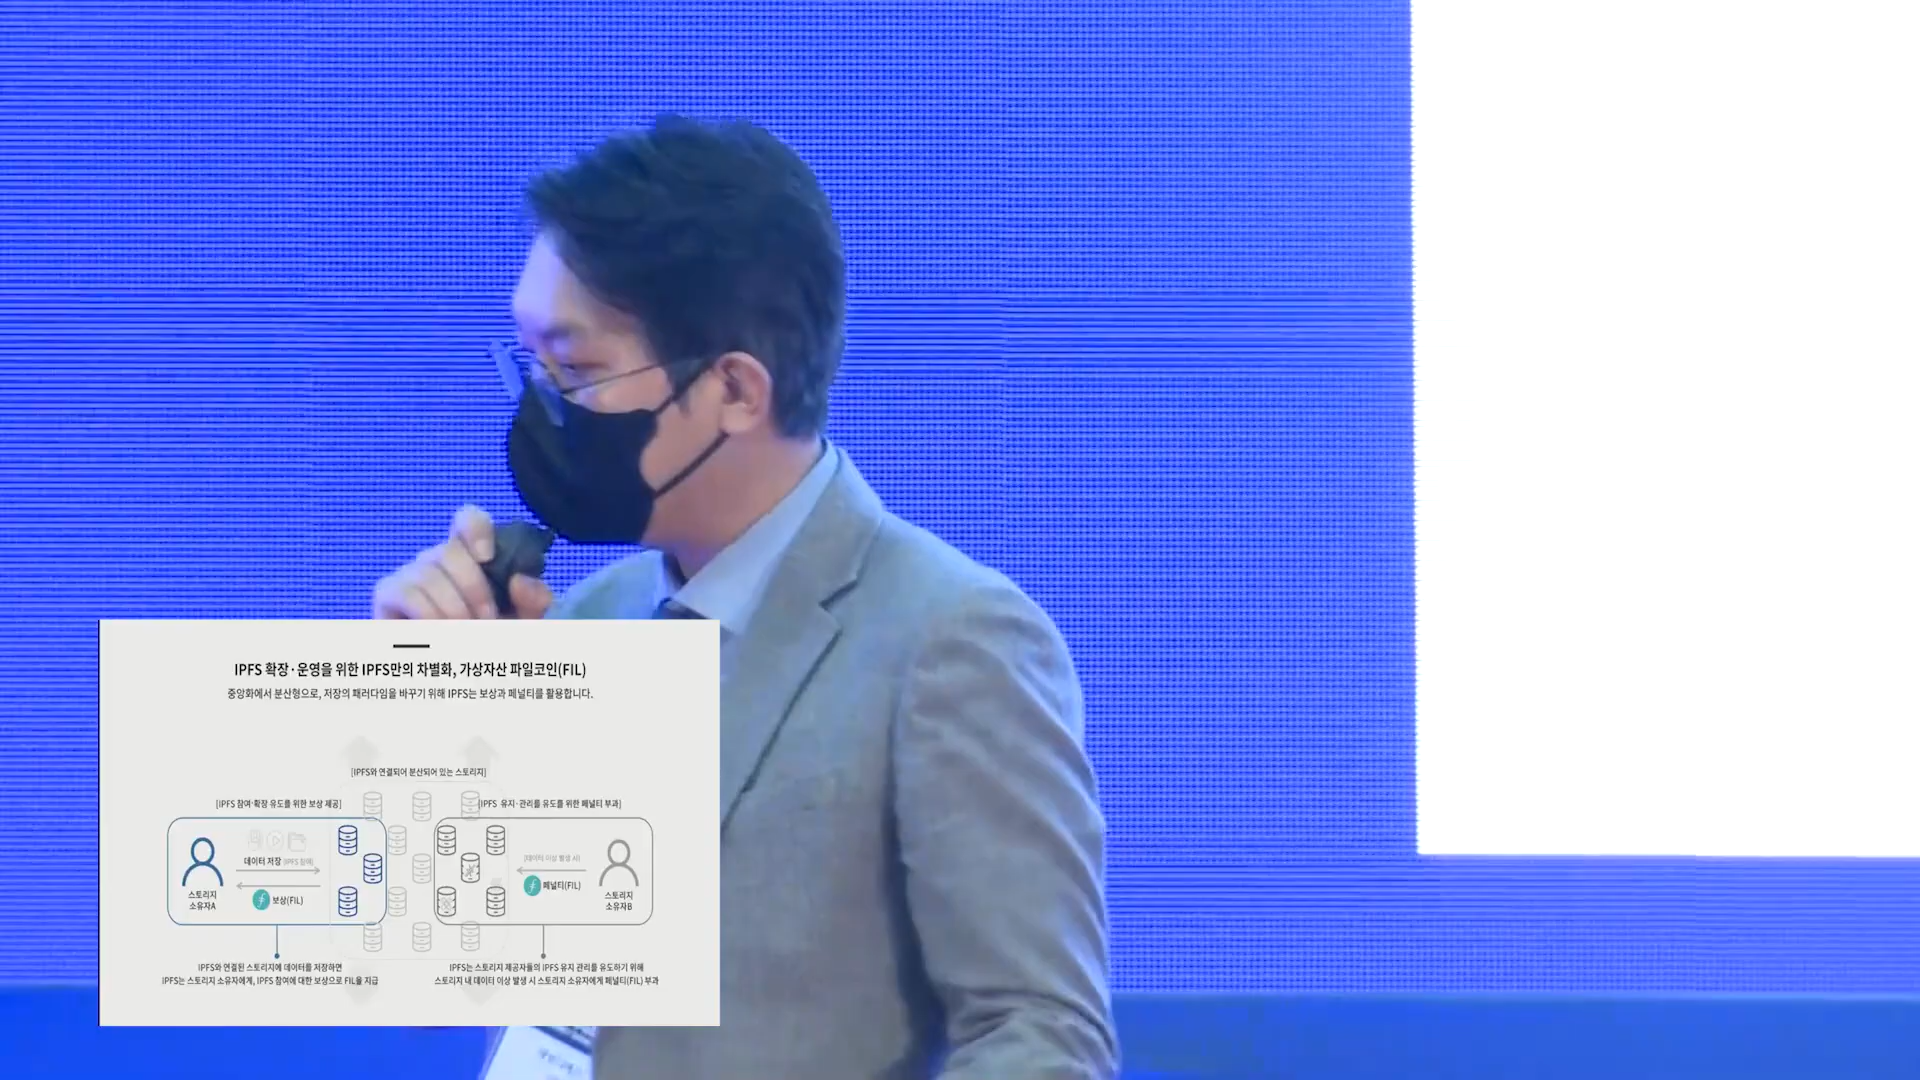 IPFS 확장·운영을 위한 IPFS만의 차별화, 가상자산 파일코인(FIL)
중앙화에서 분산형으로, 저장의 패러다임을 바꾸기 위해 IPFS는 보상과 페널티를 활용합니다.
[IPFS와 연결되어 분산되어 있는 스토리지]
[IPFS 참여·확장 유도를 위한 보상 제공]
[IPFS 유지·관리를 유도를 위한 페널티 부과]
데이터 저장 (IPFS 참여)
보상(FIL)
스토리지
소유자A
[데이터 이상 발생 시]
페널티(FIL)
스토리지
소유자B
IPFS와 연결된 스토리지에 데이터를 저장하면
IPFS는 스토리지 소유자에게, IPFS 참여에 대한 보상으로 FIL을 지급
IPFS는 스토리지 제공자들의 IPFS 유지 관리를 유도하기 위해
스토리지 내 데이터 이상 발생 시 스토리지 소유자에게 페널티(FIL) 부과